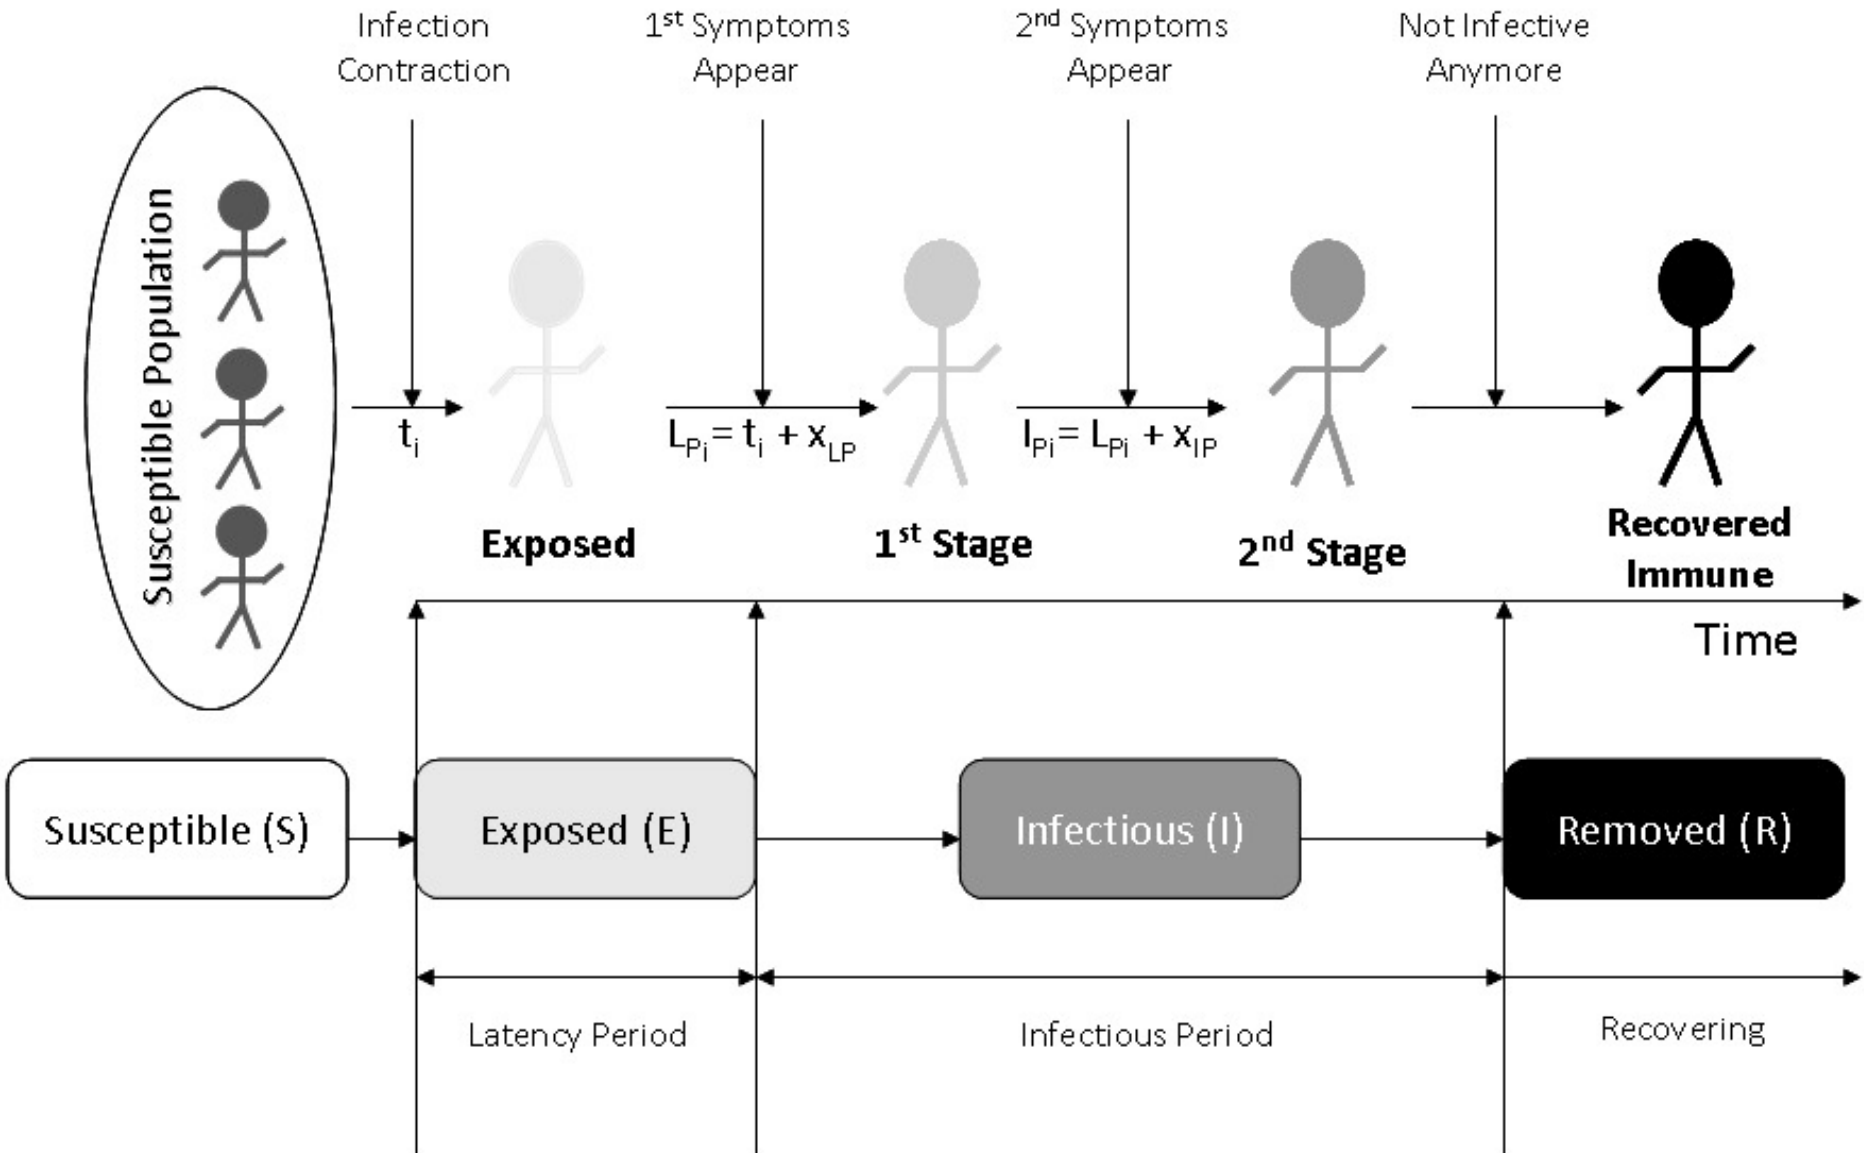 Infection
Contraction
1st Symptoms
Appear
2nd Symptoms
Appear
Not Infective
Anymore
Susceptible Population
ti
LPi= ti + xLP
IPi= LPi + xIP
Exposed
1st Stage
2nd Stage
Recovered
Immune
Time
Susceptible (S)
Exposed (E)
Infectious (I)
Removed (R)
Latency Period
Infectious Period
Recovering